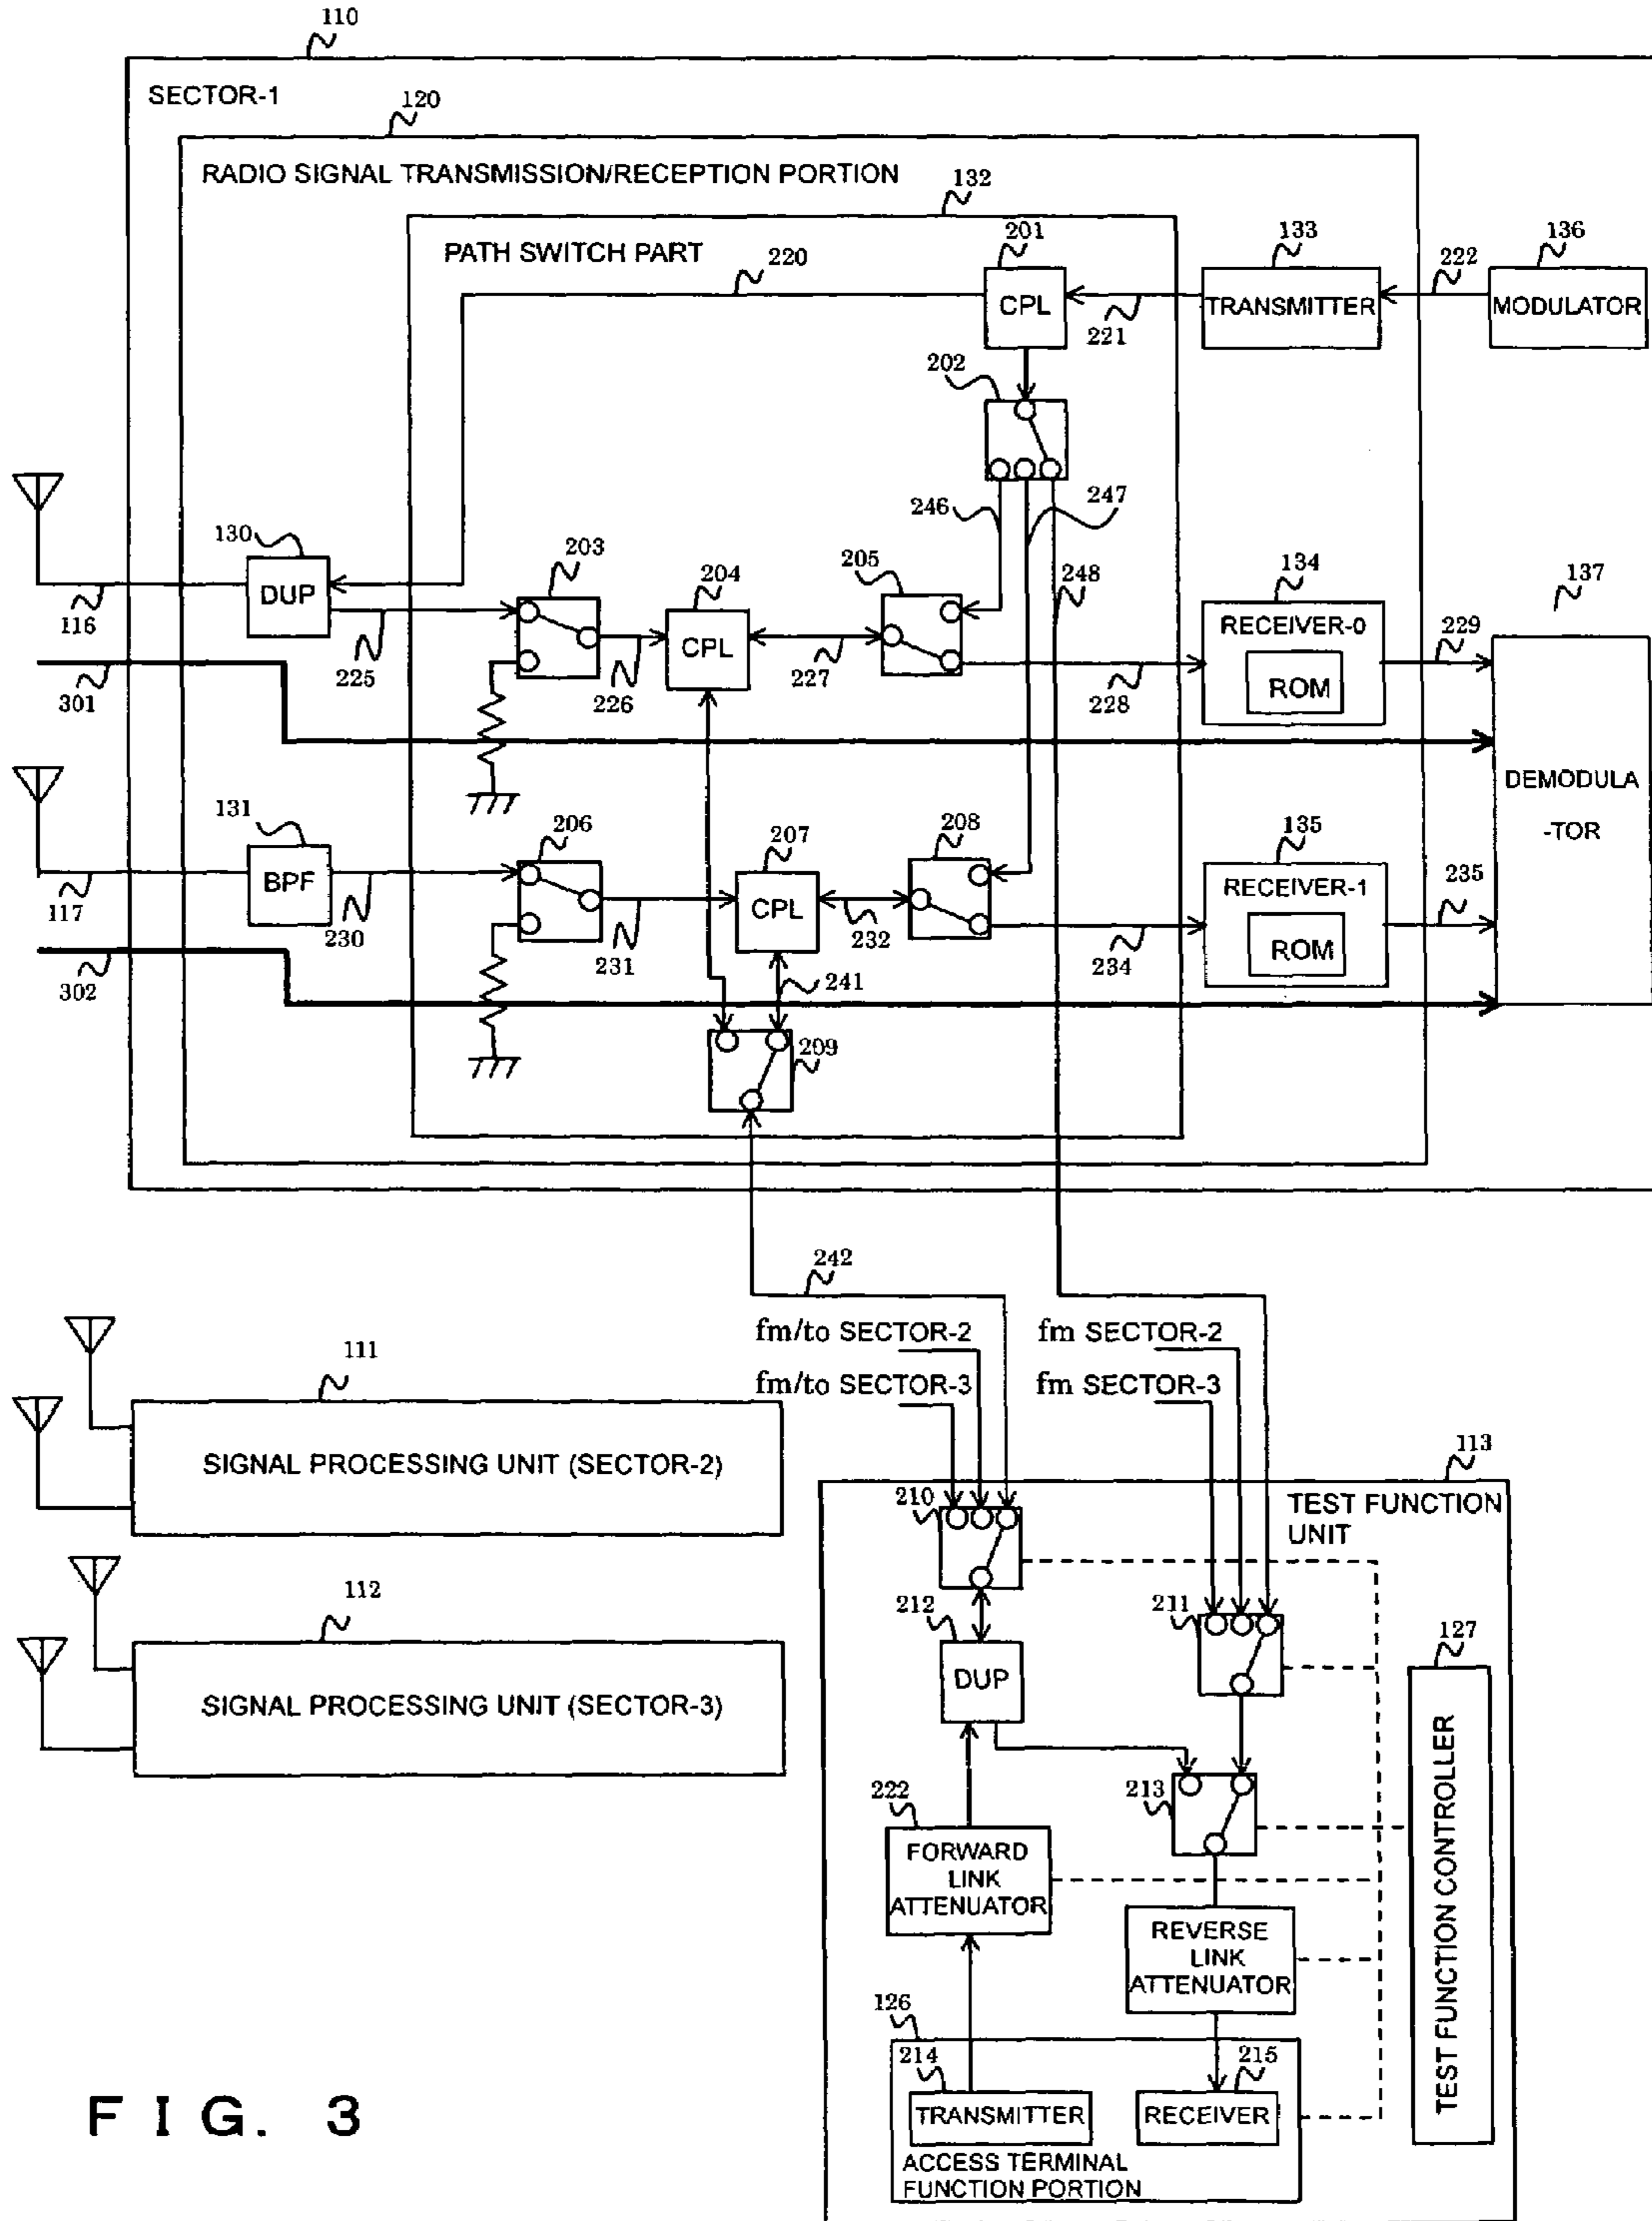 110
SECTOR-1
120
RADIO SIGNAL TRANSMISSION/RECEPTION PORTION
132
PATH SWITCH PART
220
201
133
136
CPL
221
TRANSMITTER
222
MODULATOR
202
246
247
130
203
204
205
248
134
137
DUP
CPL
RECEIVER-0
229
116
225
226
227
228
ROM
301
DEMODULA
-TOR
131
206
207
208
135
BPF
CPL
RECEIVER-1
235
117
230
231
232
234
ROM
302
241
209
242
fm/to SECTOR-2
fm SECTOR-2
fm/to SECTOR-3
fm SECTOR-3
111
SIGNAL PROCESSING UNIT (SECTOR-2)
113
TEST FUNCTION
UNIT
210
112
SIGNAL PROCESSING UNIT (SECTOR-3)
212
211
127
DUP
TEST FUNCTION CONTROLLER
222
213
FORWARD
LINK
ATTENUATOR
REVERSE
LINK
ATTENUATOR
126
214
215
TRANSMITTER
RECEIVER
ACCESS TERMINAL
FUNCTION PORTION
FIG. 3